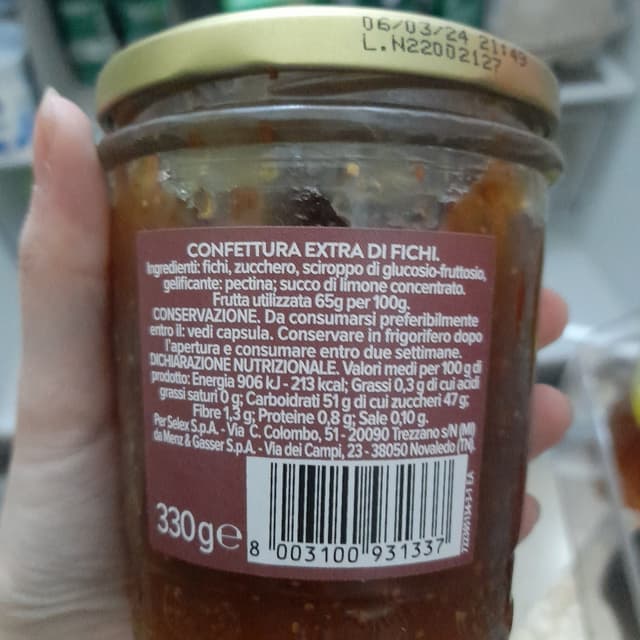 06/03/24 21:49
L.N22002127
CONFETTURA EXTRA DI FICHI.
Ingredienti: fichi, zucchero, sciroppo di glucosio-fruttosio,
gelificante: pectina; succo di limone concentrato.
Frutta utilizzata 65g per 100g.
CONSERVAZIONE. Da consumarsi preferibilmente
entro il: vedi capsula. Conservare in frigorifero dopo
l'apertura e consumare entro due settimane.
DICHIARAZIONE NUTRIZIONALE. Valori medi per 100 g di
prodotto: Energia 906 kJ - 213 kcal; Grassi 0,3 g di cui acidi
grassi saturi 0 g; Carboidrati 51 g di cui zuccheri 47 g;
Fibre 1,3 g; Proteine 0,8 g; Sale 0,10 g.
Per Selex S.p.A. - Via C. Colombo, 51 - 20090 Trezzano s/N (MI)
da Menz & Gasser S.p.A. - Via dei Campi, 23 - 38050 Novaledo (TN).
330g e
8 003100 931337